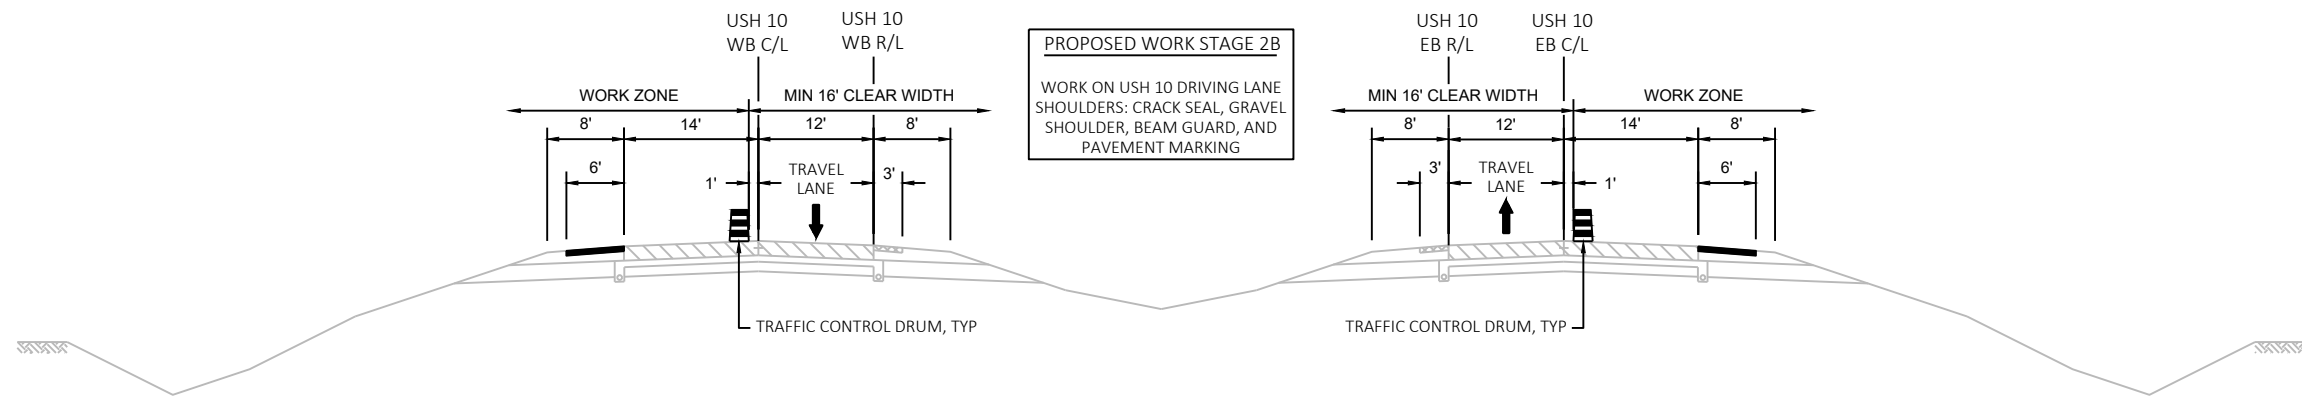 USH 10
WB C/L
USH 10
WB R/L
WORK ZONE
MIN 16' CLEAR WIDTH
8'
14'
12'
8'
6'
1'
TRAVEL
LANE
3'
TRAFFIC CONTROL DRUM, TYP
PROPOSED WORK STAGE 2B
WORK ON USH 10 DRIVING LANE
SHOULDERS: CRACK SEAL, GRAVEL
SHOULDER, BEAM GUARD, AND
PAVEMENT MARKING
USH 10
EB R/L
USH 10
EB C/L
MIN 16' CLEAR WIDTH
WORK ZONE
8'
12'
14'
8'
3'
TRAVEL
LANE
1'
6'
TRAFFIC CONTROL DRUM, TYP